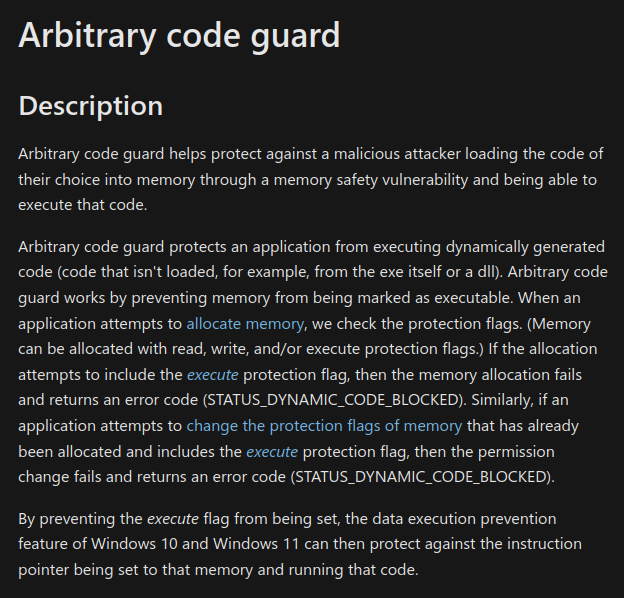 Arbitrary code guard
Description
Arbitrary code guard helps protect against a malicious attacker loading the code of
their choice into memory through a memory safety vulnerability and being able to
execute that code.
Arbitrary code guard protects an application from executing dynamically generated
code (code that isn't loaded, for example, from the exe itself or a dll). Arbitrary code
guard works by preventing memory from being marked as executable. When an
application attempts to allocate memory, we check the protection flags. (Memory
can be allocated with read, write, and/or execute protection flags.) If the allocation
attempts to include the execute protection flag, then the memory allocation fails
and returns an error code (STATUS_DYNAMIC_CODE_BLOCKED). Similarly, if an
application attempts to change the protection flags of memory that has already
been allocated and includes the execute protection flag, then the permission
change fails and returns an error code (STATUS_DYNAMIC_CODE_BLOCKED).
By preventing the execute flag from being set, the data execution prevention
feature of Windows 10 and Windows 11 can then protect against the instruction
pointer being set to that memory and running that code.